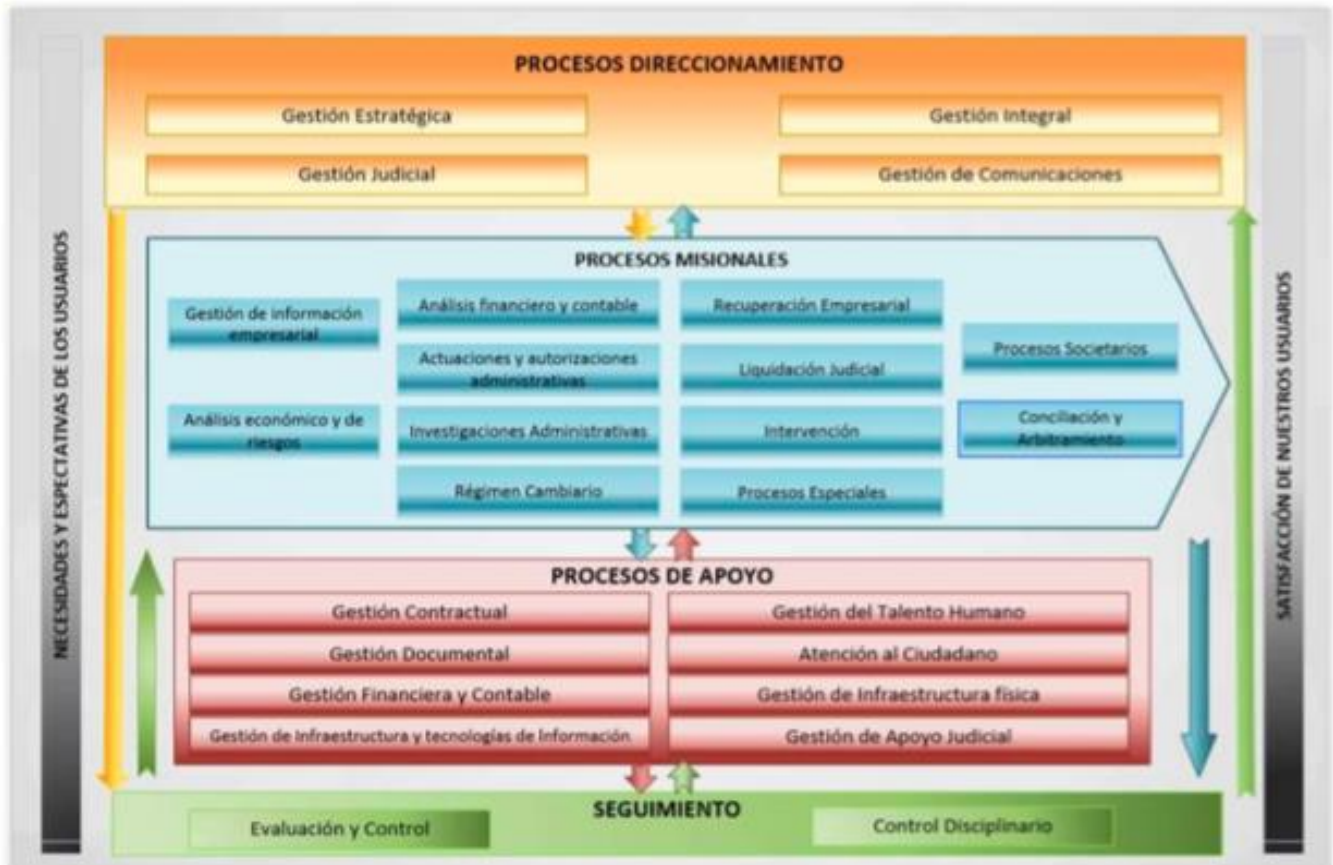 NECESIDADES Y ESPECTATIVAS DE LOS USUARIOS
PROCESOS DIRECCIONAMIENTO
Gestión Estratégica
Gestión Integral
Gestión Judicial
Gestión de Comunicaciones
PROCESOS MISIONALES
Gestión de información
empresarial
Análisis económico y de
riesgos
Análisis financiero y contable
Actuaciones y autorizaciones
administrativas
Investigaciones Administrativas
Régimen Cambiario
Recuperación Empresarial
Liquidación Judicial
Intervención
Procesos Especiales
Procesos Societarios
Conciliación y
Arbitramiento
PROCESOS DE APOYO
Gestión Contractual
Gestión del Talento Humano
Gestión Documental
Atención al Ciudadano
Gestión Financiera y Contable
Gestión de Infraestructura física
Gestión de Infraestructura y tecnologías de Información
Gestión de Apoyo Judicial
SEGUIMIENTO
Evaluación y Control
Control Disciplinario
SATISFACCIÓN DE NUESTROS USUARIOS